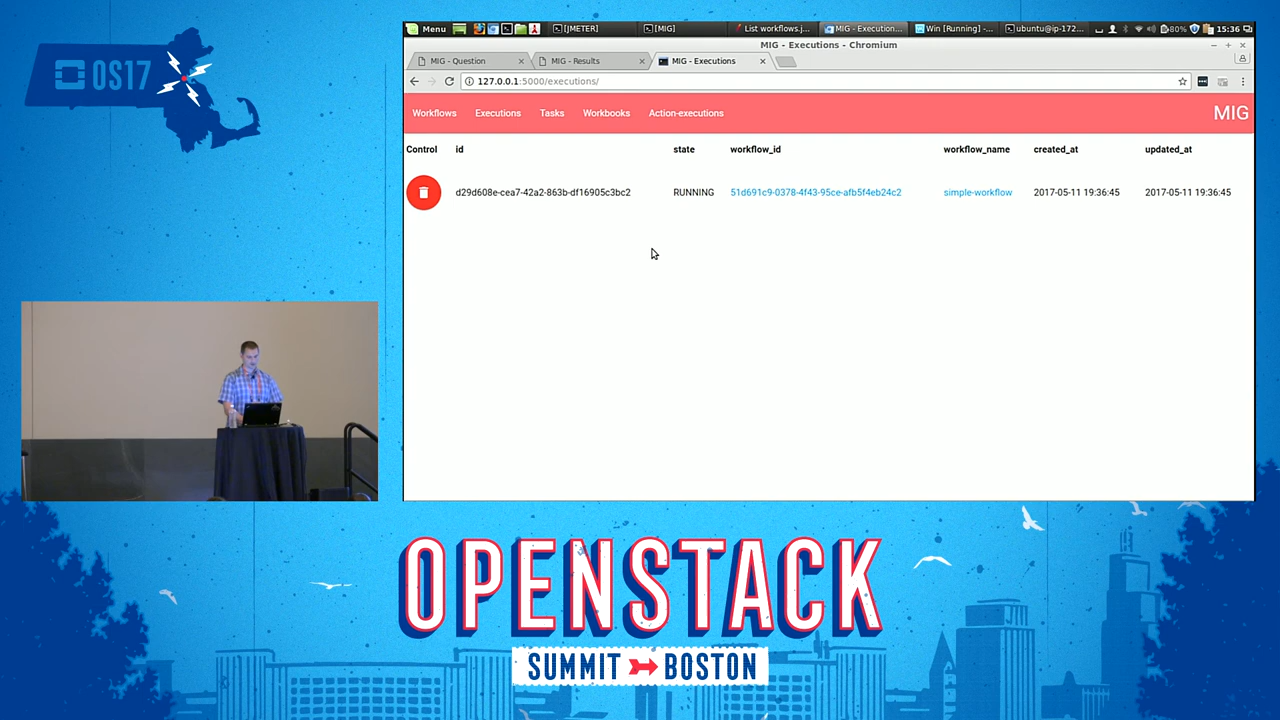 OS17
Menu
[JMETER]
[MIG]
List workflows.j...
MIG - Execution...
Win [Running] -...
ubuntu@ip-172...
80%
15:36
MIG - Executions - Chromium
MIG - Question
MIG - Results
MIG - Executions
127.0.0.1:5000/executions/
Workflows Executions Tasks Workbooks Action-executions MIG
Control id state workflow_id workflow_name created_at updated_at
d29d608e-cea7-42a2-863b-df16905c3bc2 RUNNING 51d691c9-0378-4f43-95ce-afb5f4eb24c2 simple-workflow 2017-05-11 19:36:45 2017-05-11 19:36:45
OPENSTACK
SUMMIT BOSTON